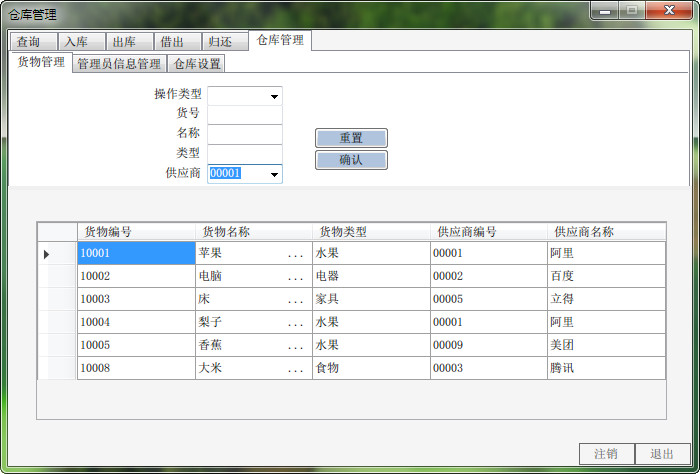 仓库管理
查询 入库 出库 借出 归还 仓库管理
货物管理 管理员信息管理 仓库设置
操作类型
货号
名称 重置
类型 确认
供应商 00001
货物编号 货物名称 货物类型 供应商编号 供应商名称
10001 苹果 ... 水果 00001 阿里
10002 电脑 ... 电器 00002 百度
10003 床 ... 家具 00005 立得
10004 梨子 ... 水果 00001 阿里
10005 香蕉 ... 水果 00009 美团
10008 大米 ... 食物 00003 腾讯
注销 退出